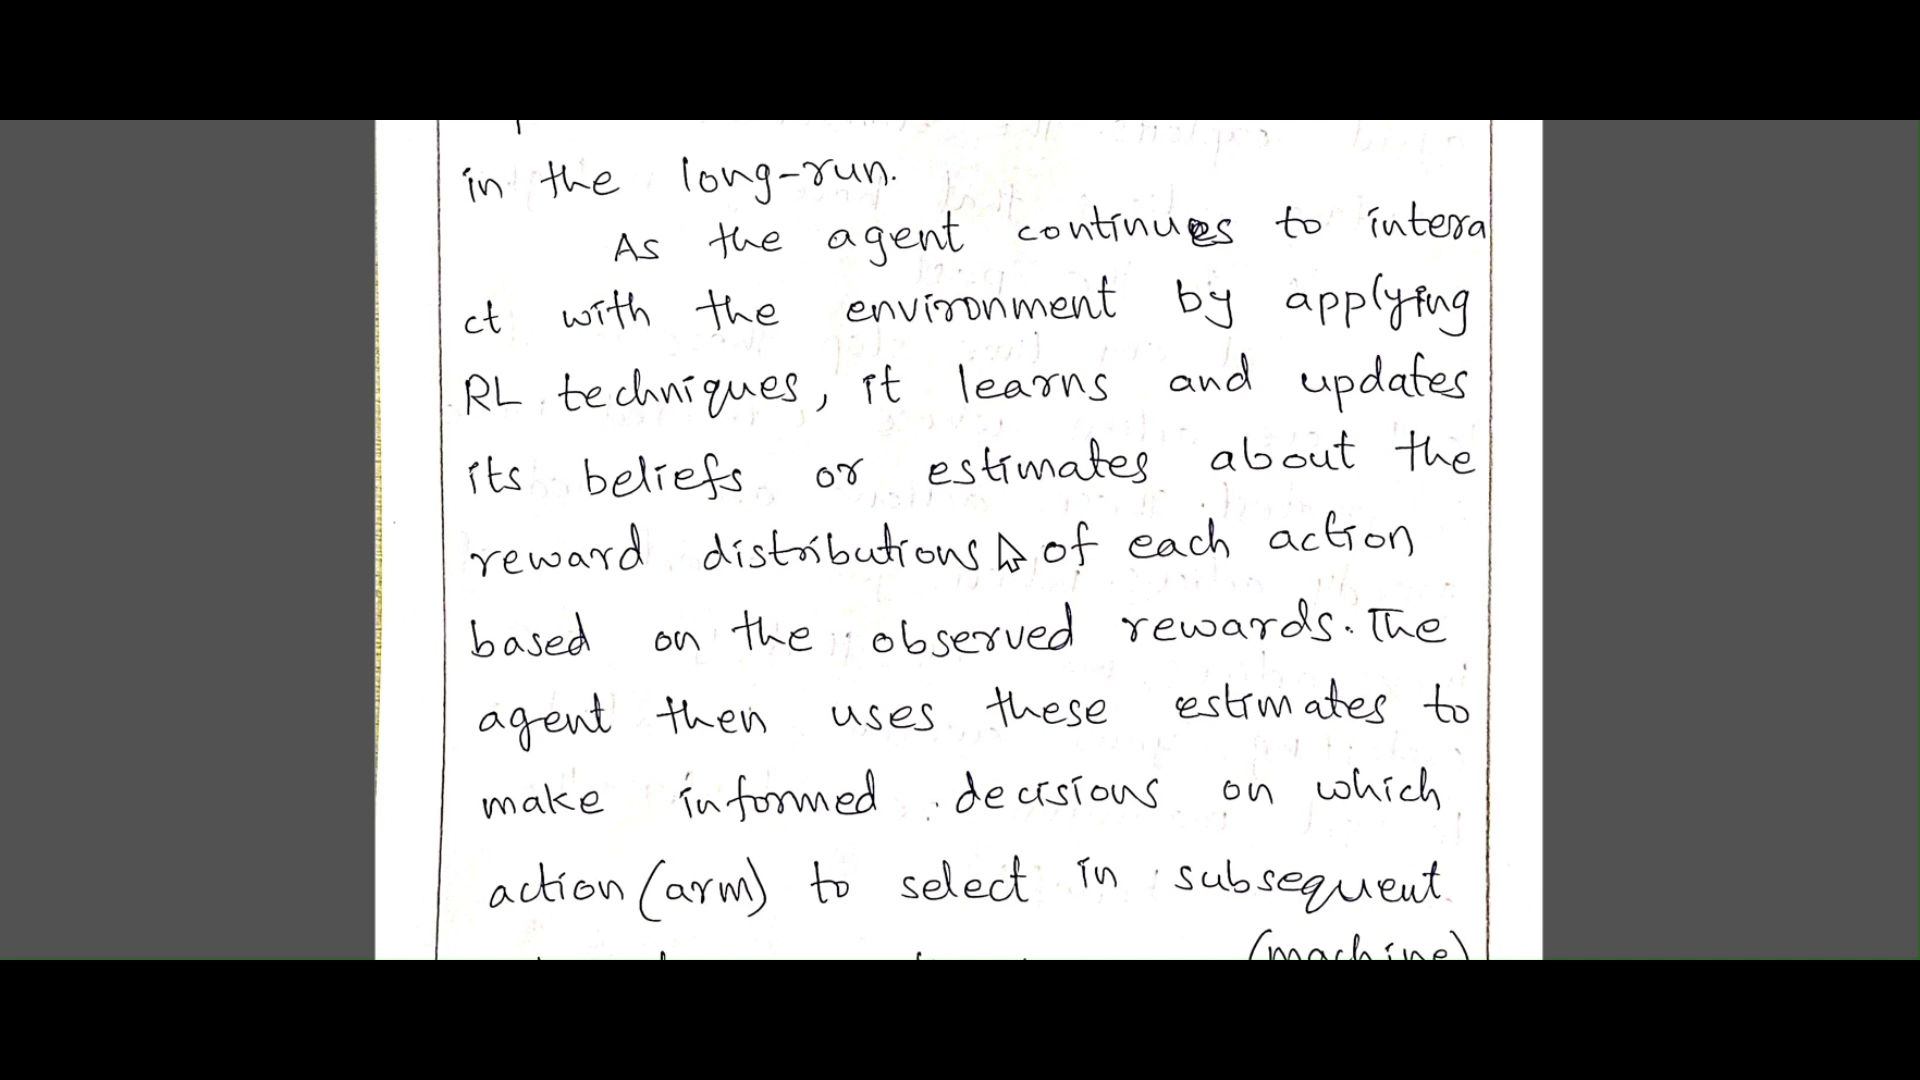 in the long-run.
As the agent continues to intera
ct with the environment by applying
RL techniques, it learns and updates
its beliefs or estimates about the
reward distributions of each action
based on the observed rewards. The
agent then uses these estimates to
make informed decisions on which
action (arm) to select in subsequent
(machine)